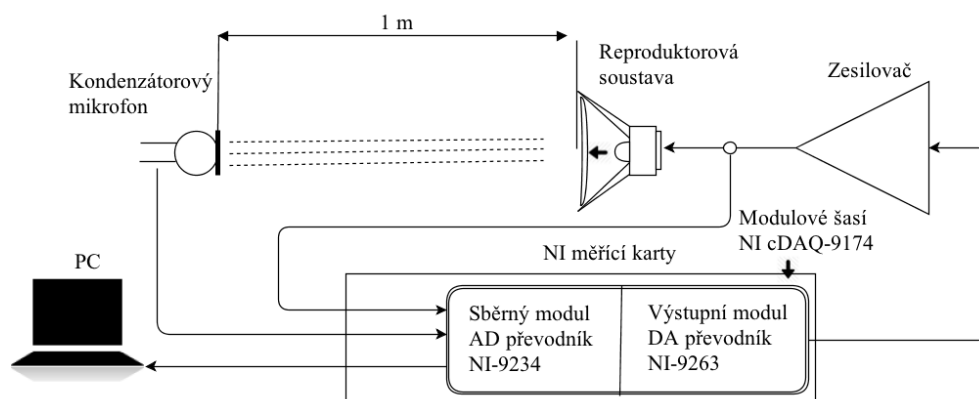 1 m
Kondenzátorový
mikrofon
Reproduktorová
soustava
Zesilovač
Modulové šasí
NI cDAQ-9174
NI měřící karty
PC
Sběrný modul
AD převodník
NI-9234
Výstupní modul
DA převodník
NI-9263